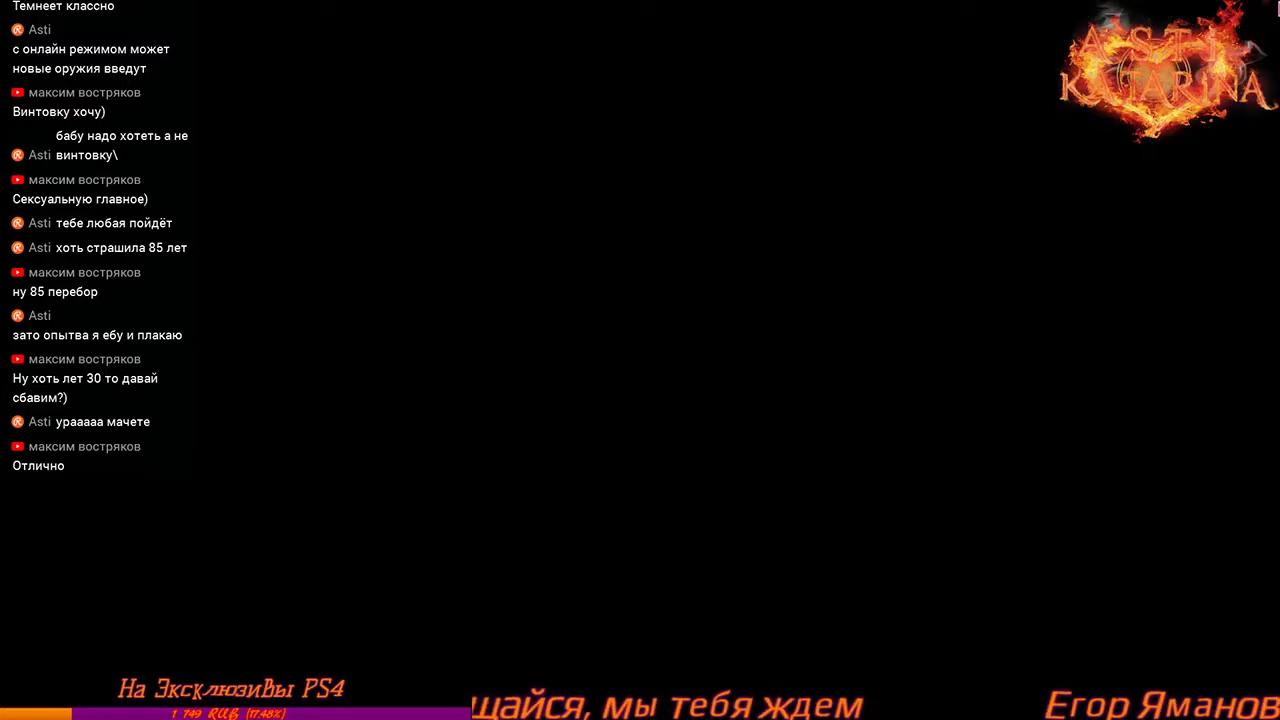 Темнеет классно
Asti
с онлайн режимом может
новые оружия введут
максим востряков
Винтовку хочу)
бабу надо хотеть а не
Asti винтовку\
максим востряков
Сексуальную главное)
Asti тебе любая пойдёт
Asti хоть страшила 85 лет
максим востряков
ну 85 перебор
Asti
зато опытва я ебу и плакаю
максим востряков
Ну хоть лет 30 то давай
сбавим?)
Asti урааааа мачете
максим востряков
Отлично
ASTI
KATARINA
На Эксклюзивы PS4
1 749 RUB (17.48%)
щайся, мы тебя ждем
Егор Яманов